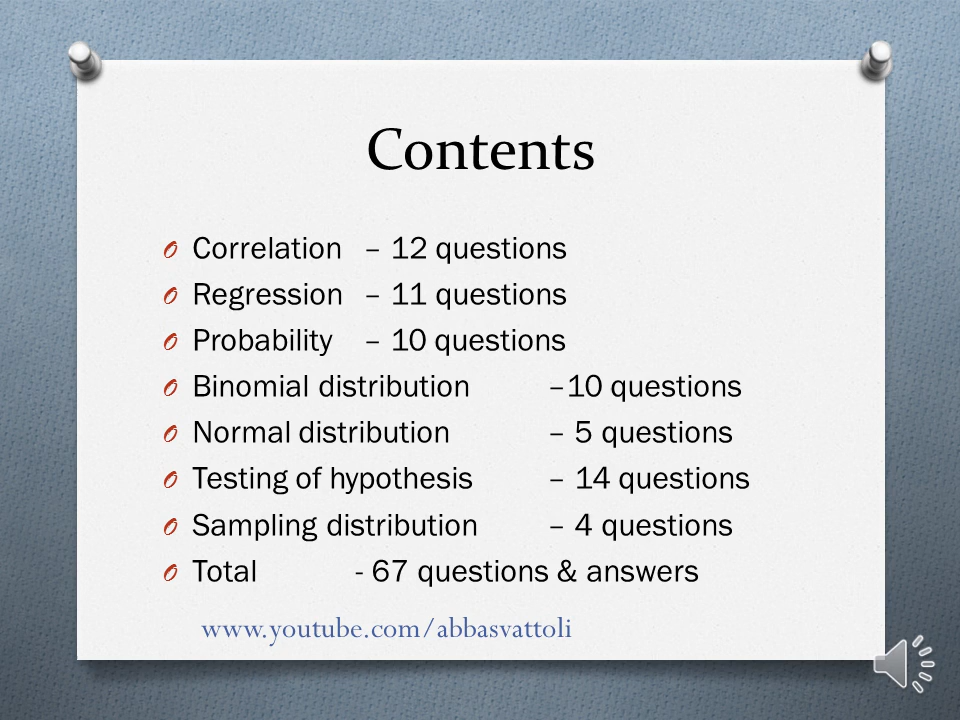 Contents
Correlation – 12 questions
Regression – 11 questions
Probability – 10 questions
Binomial distribution –10 questions
Normal distribution – 5 questions
Testing of hypothesis – 14 questions
Sampling distribution – 4 questions
Total - 67 questions & answers
www.youtube.com/abbasvattoli